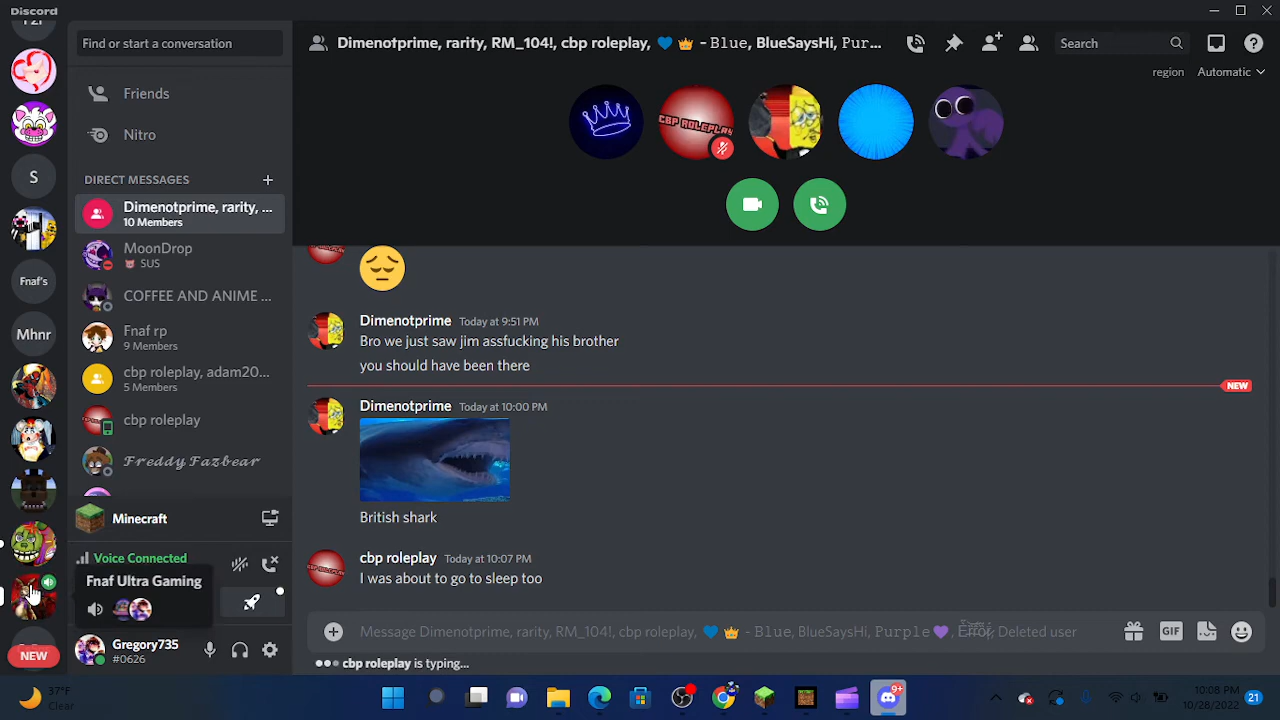 Discord
Find or start a conversation
Dimenotprime, rarity, RM_104!, cbp roleplay, 💙 👑 - Blue, BlueSaysHi, Pur...
Search
region Automatic
Friends
Nitro
DIRECT MESSAGES
Dimenotprime, rarity, ...
10 Members
MoonDrop
SUS
COFFEE AND ANIME ...
Fnaf rp
9 Members
cbp roleplay, adam20...
5 Members
cbp roleplay
𝓕𝓻𝓮𝓭𝓭𝔂 𝓕𝓪𝔃𝓫𝓮𝓪𝓻
Minecraft
Voice Connected
Fnaf Ultra Gaming
Gregory735
#0626
S
Fnaf's
Mhnr
NEW
CBP ROLEPLAY
😔
Dimenotprime Today at 9:51 PM
Bro we just saw jim assfucking his brother
you should have been there
NEW
Dimenotprime Today at 10:00 PM
British shark
cbp roleplay Today at 10:07 PM
I was about to go to sleep too
Message Dimenotprime, rarity, RM_104!, cbp roleplay, 💙 👑 - Blue, BlueSaysHi, Purple 💜, Error, Deleted user
GIF
cbp roleplay is typing...
37°F
Clear
9+
10:08 PM
10/28/2022
21